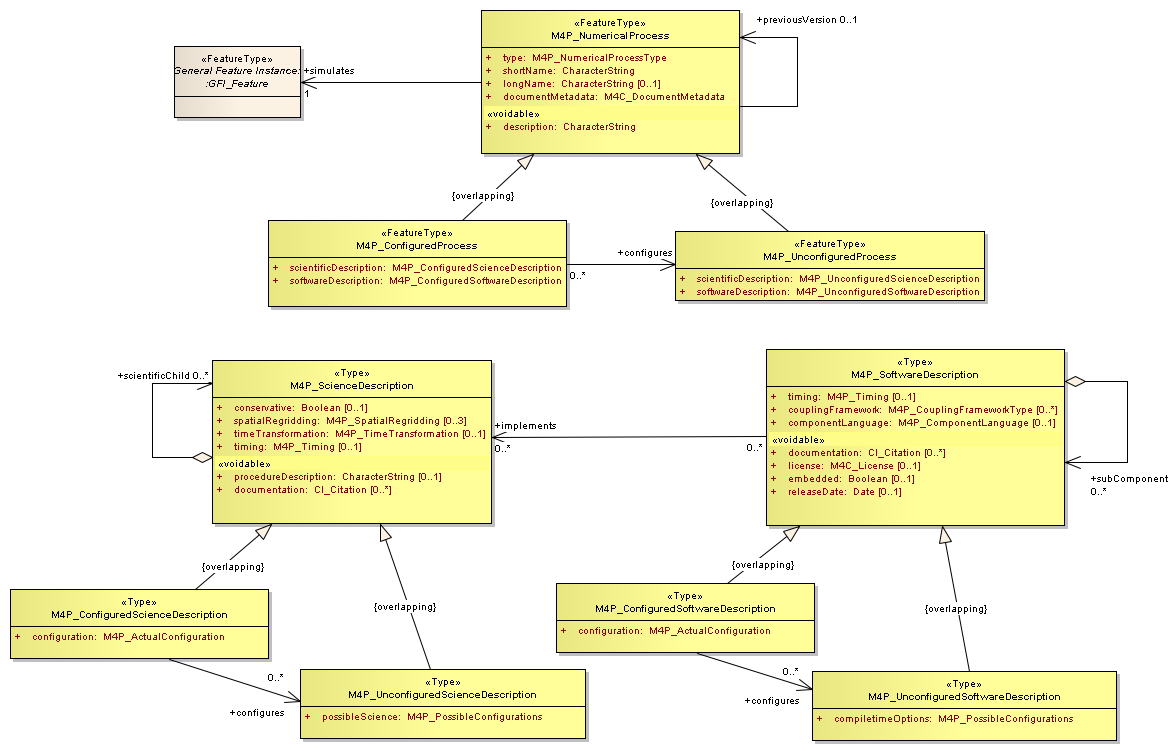 «FeatureType»
M4P_NumericalProcess
+ type: M4P_NumericalProcessType
+ shortName: CharacterString
+ longName: CharacterString [0..1]
+ documentMetadata: M4C_DocumentMetadata
«voidable»
+ description: CharacterString
+previousVersion 0..1
«FeatureType»
General Feature Instance:
:GFI_Feature
+simulates
1
{overlapping}
{overlapping}
«FeatureType»
M4P_ConfiguredProcess
+ scientificDescription: M4P_ConfiguredScienceDescription
+ softwareDescription: M4P_ConfiguredSoftwareDescription
+configures
0..*
«FeatureType»
M4P_UnconfiguredProcess
+ scientificDescription: M4P_UnconfiguredScienceDescription
+ softwareDescription: M4P_UnconfiguredSoftwareDescription
+scientificChild 0..*
«Type»
M4P_ScienceDescription
+ conservative: Boolean [0..1]
+ spatialRegridding: M4P_SpatialRegridding [0..3]
+ timeTransformation: M4P_TimeTransformation [0..1]
+ timing: M4P_Timing [0..1]
«voidable»
+ procedureDescription: CharacterString [0..1]
+ documentation: CI_Citation [0..*]
+implements
0..*
0..*
«Type»
M4P_SoftwareDescription
+ timing: M4P_Timing [0..1]
+ couplingFramework: M4P_CouplingFrameworkType [0..*]
+ componentLanguage: M4P_ComponentLanguage [0..1]
«voidable»
+ documentation: CI_Citation [0..*]
+ license: M4C_License [0..1]
+ embedded: Boolean [0..1]
+ releaseDate: Date [0..1]
+subComponent
0..*
{overlapping}
{overlapping}
{overlapping}
{overlapping}
«Type»
M4P_ConfiguredScienceDescription
+ configuration: M4P_ActualConfiguration
0..*
+configures
«Type»
M4P_UnconfiguredScienceDescription
+ possibleScience: M4P_PossibleConfigurations
«Type»
M4P_ConfiguredSoftwareDescription
+ configuration: M4P_ActualConfiguration
0..*
+configures
«Type»
M4P_UnconfiguredSoftwareDescription
+ compiletimeOptions: M4P_PossibleConfigurations